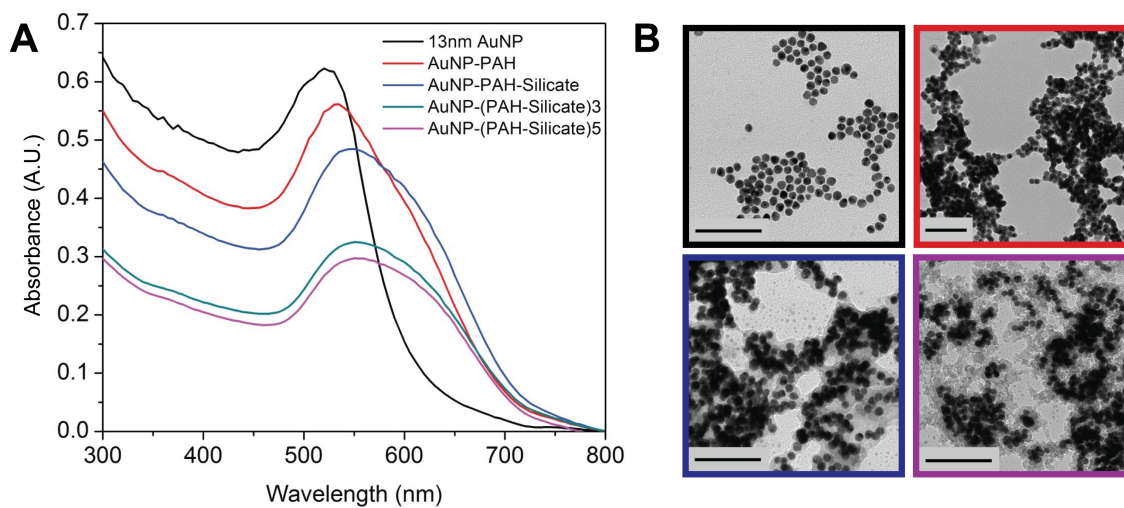 A
B
0.7
0.6
0.5
0.4
0.3
0.2
0.1
0.0
Absorbance (A.U.)
13nm AuNP
AuNP-PAH
AuNP-PAH-Silicate
AuNP-(PAH-Silicate)3
AuNP-(PAH-Silicate)5
300 400 500 600 700 800
Wavelength (nm)